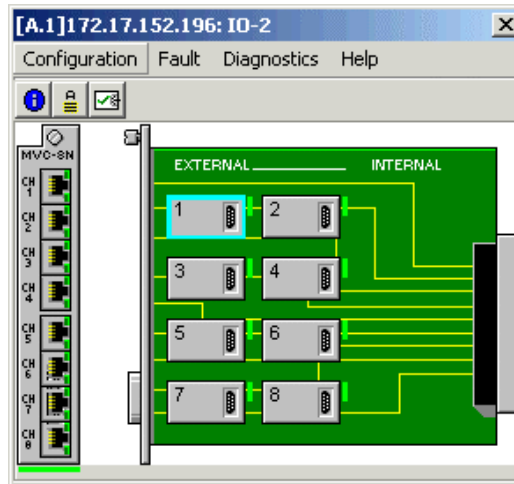 [A.1]172.17.152.196: IO-2
Configuration Fault Diagnostics Help
MVC-8N
EXTERNAL INTERNAL
CH 1
CH 2
CH 3
CH 4
CH 5
CH 6
CH 7
CH 8
1 2
3 4
5 6
7 8